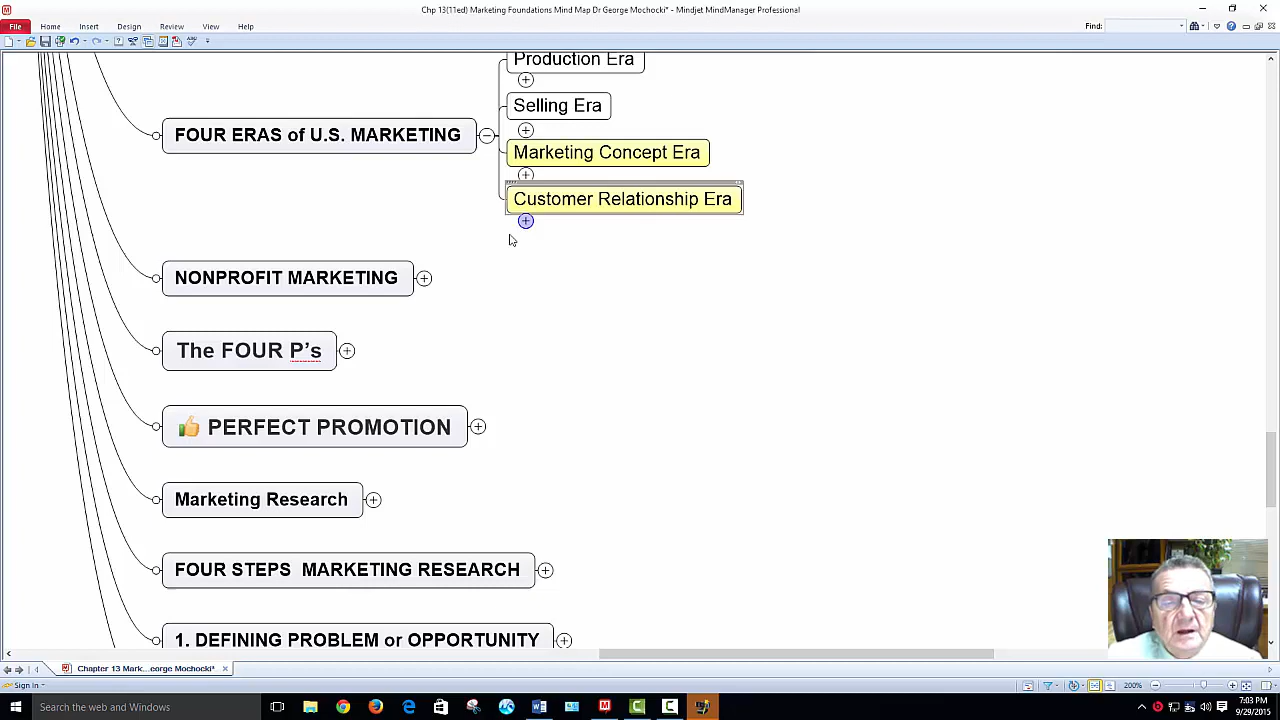 Chp 13(11ed) Marketing Foundations Mind Map Dr George Mochocki* - Mindjet MindManager Professional
File Home Insert Design Review View Help
Find:
Production Era
Selling Era
FOUR ERAS of U.S. MARKETING
Marketing Concept Era
Customer Relationship Era
NONPROFIT MARKETING
The FOUR P's
PERFECT PROMOTION
Marketing Research
FOUR STEPS MARKETING RESEARCH
1. DEFINING PROBLEM or OPPORTUNITY
Chapter 13 Mark...eorge Mochocki*
Sign In
200%
Search the web and Windows
7:03 PM
9/29/2015